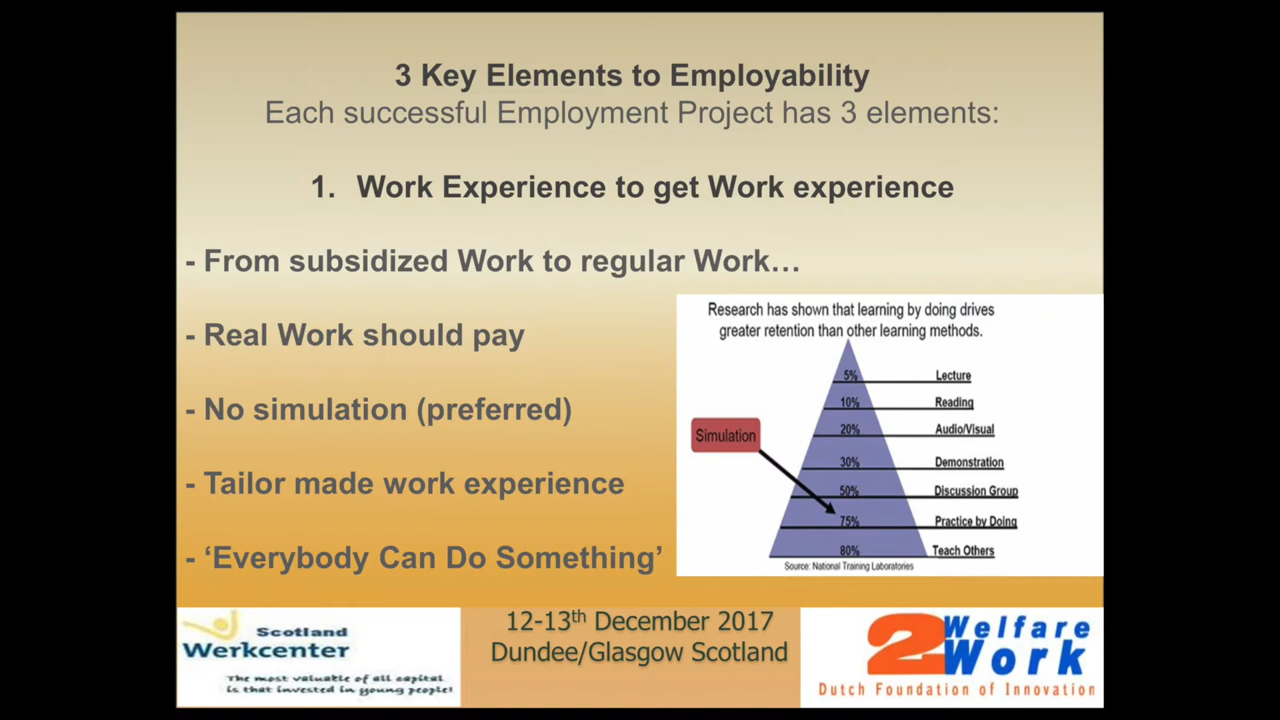 3 Key Elements to Employability
Each successful Employment Project has 3 elements:
1. Work Experience to get Work experience
- From subsidized Work to regular Work…
- Real Work should pay
- No simulation (preferred)
- Tailor made work experience
- ‘Everybody Can Do Something’
Research has shown that learning by doing drives
greater retention than other learning methods.
5% Lecture
10% Reading
20% Audio/Visual
Simulation
30% Demonstration
50% Discussion Group
75% Practice by Doing
80% Teach Others
Source: National Training Laboratories
Scotland
Werkcenter
The most valuable of all capital
is that invested in young people!
12-13th December 2017
Dundee/Glasgow Scotland
2 Welfare
Work
Dutch Foundation of Innovation